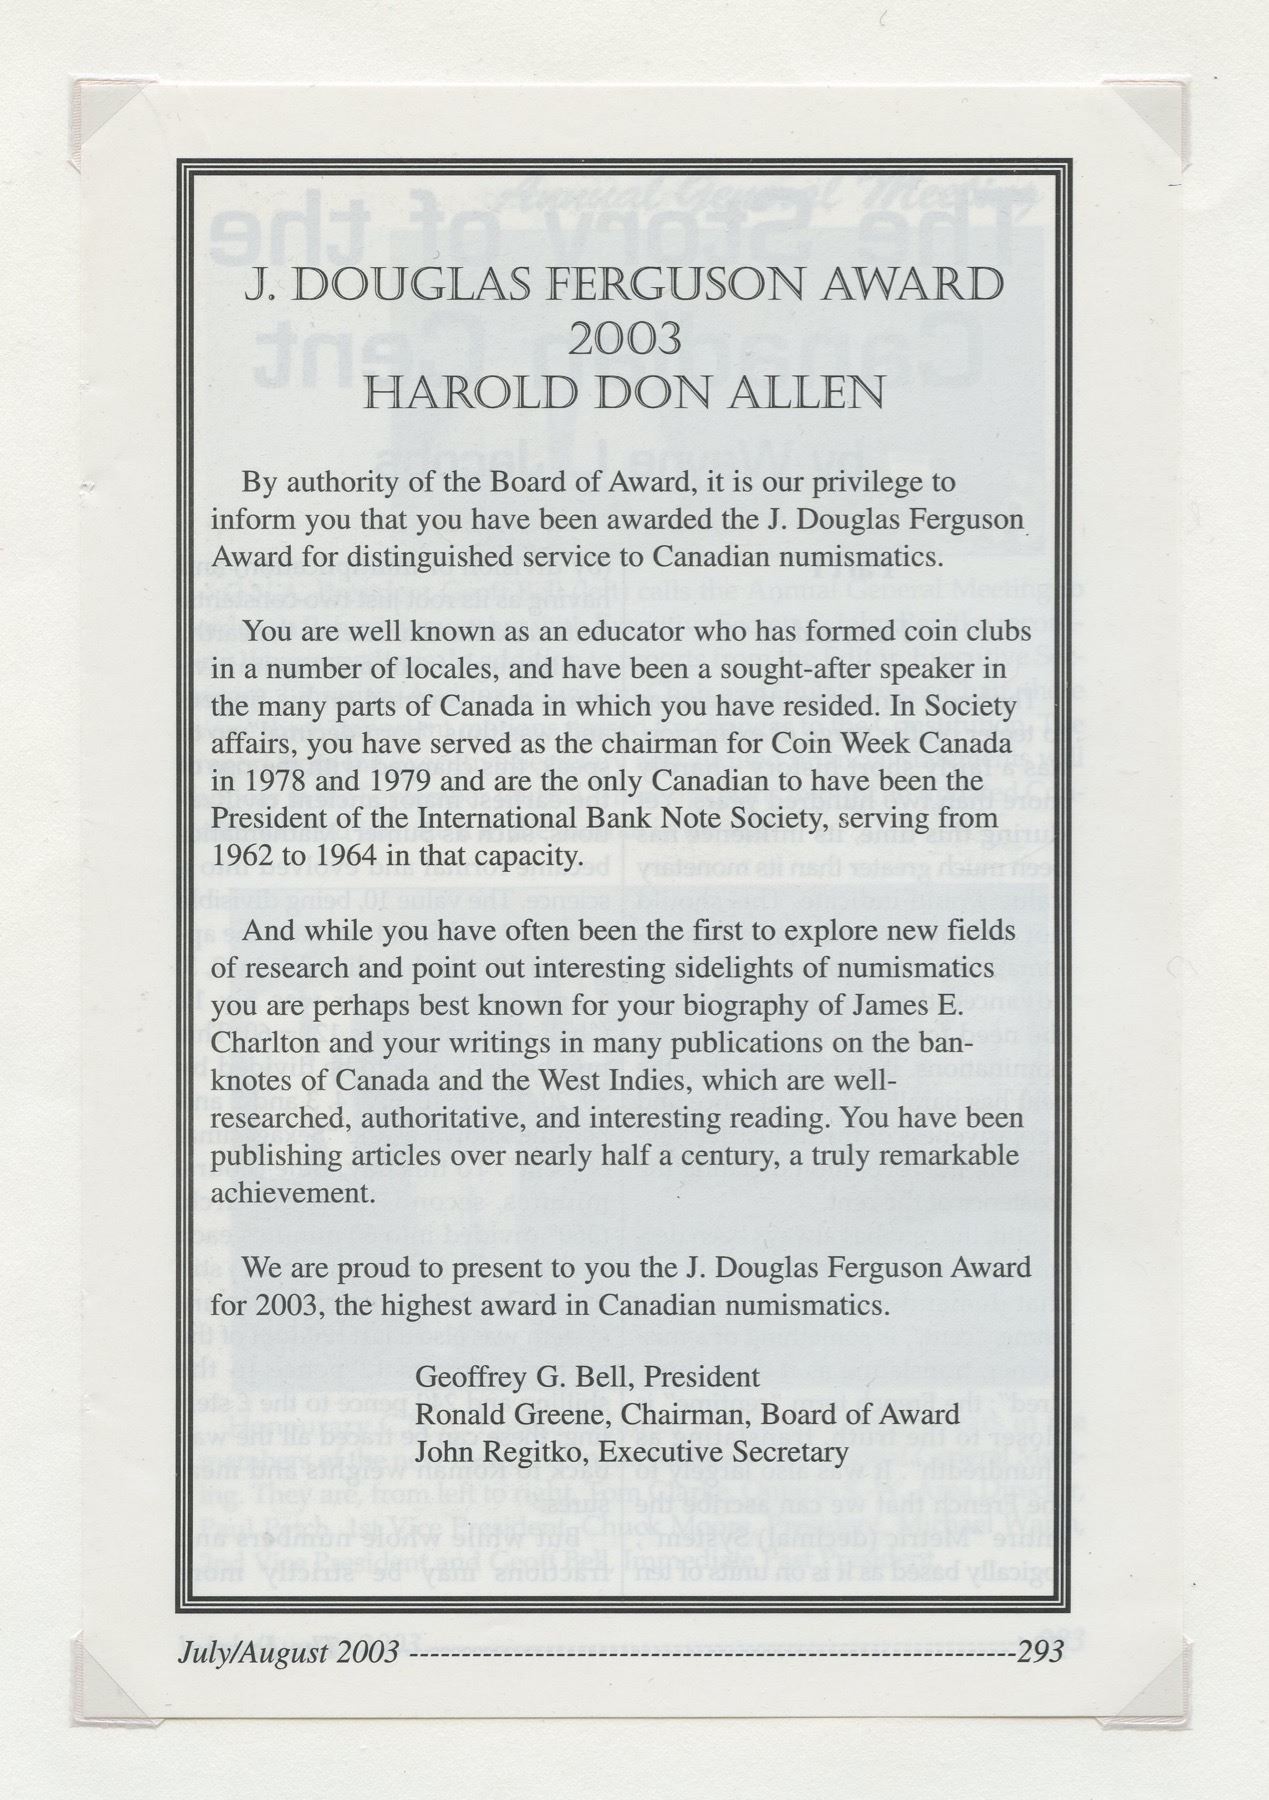 J. DOUGLAS FERGUSON AWARD
2003
HAROLD DON ALLEN
By authority of the Board of Award, it is our privilege to
inform you that you have been awarded the J. Douglas Ferguson
Award for distinguished service to Canadian numismatics.
You are well known as an educator who has formed coin clubs
in a number of locales, and have been a sought-after speaker in
the many parts of Canada in which you have resided. In Society
affairs, you have served as the chairman for Coin Week Canada
in 1978 and 1979 and are the only Canadian to have been the
President of the International Bank Note Society, serving from
1962 to 1964 in that capacity.
And while you have often been the first to explore new fields
of research and point out interesting sidelights of numismatics
you are perhaps best known for your biography of James E.
Charlton and your writings in many publications on the ban-
knotes of Canada and the West Indies, which are well-
researched, authoritative, and interesting reading. You have been
publishing articles over nearly half a century, a truly remarkable
achievement.
We are proud to present to you the J. Douglas Ferguson Award
for 2003, the highest award in Canadian numismatics.
Geoffrey G. Bell, President
Ronald Greene, Chairman, Board of Award
John Regitko, Executive Secretary
July/August 2003 ------------------------------------------------------------293